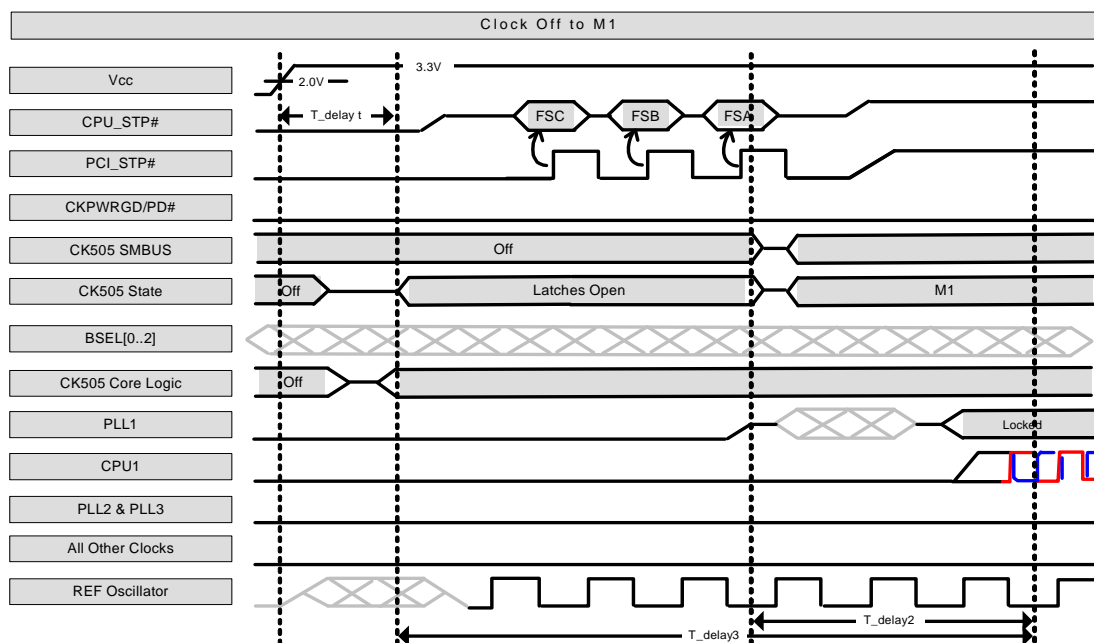 Clock Off to M1
Vcc
2.0V
3.3V
T_delay t
CPU_STP#
FSC
FSB
FSA
PCI_STP#
CKPWRGD/PD#
CK505 SMBUS
Off
CK505 State
Off
Latches Open
M1
BSEL[0..2]
CK505 Core Logic
Off
PLL1
Locked
CPU1
PLL2 & PLL3
All Other Clocks
REF Oscillator
T_delay2
T_delay3